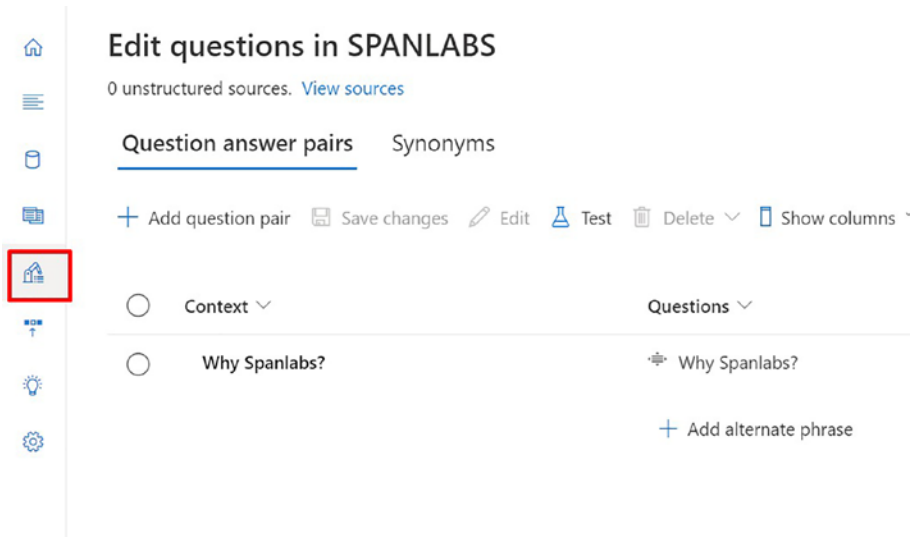 Edit questions in SPANLABS
0 unstructured sources. View sources
Question answer pairs Synonyms
Add question pair Save changes Edit Test Delete Show columns
Context Questions
Why Spanlabs? Why Spanlabs?
Add alternate phrase